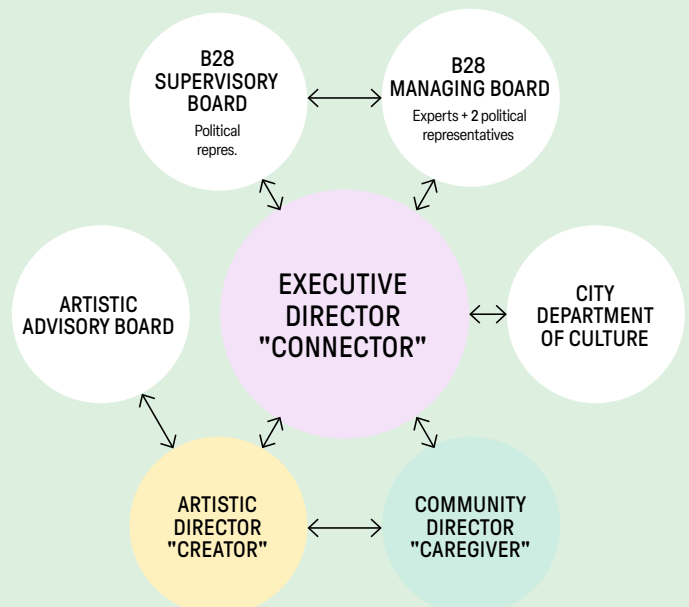 B28
SUPERVISORY
BOARD
Political
repres.
B28
MANAGING BOARD
Experts + 2 political
representatives
EXECUTIVE
DIRECTOR
"CONNECTOR"
ARTISTIC
ADVISORY BOARD
CITY
DEPARTMENT
OF CULTURE
ARTISTIC
DIRECTOR
"CREATOR"
COMMUNITY
DIRECTOR
"CAREGIVER"